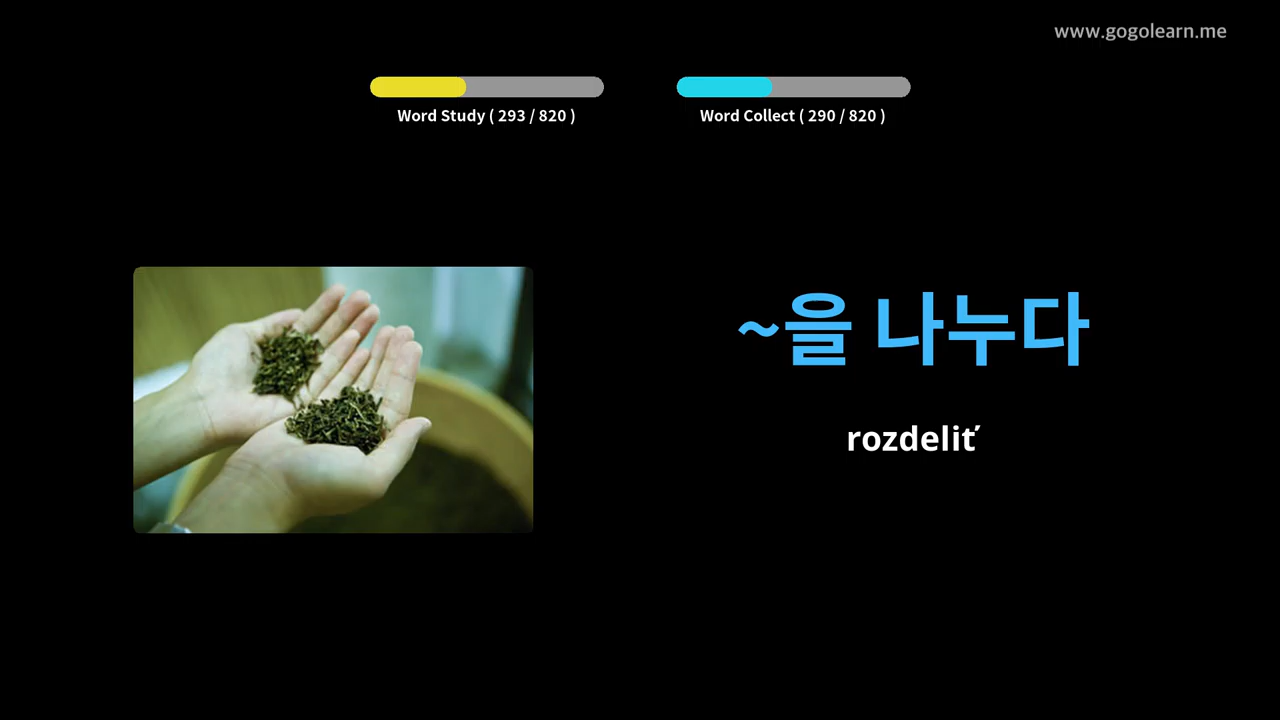 www.gogolearn.me
Word Study ( 293 / 820 )
Word Collect ( 290 / 820 )
~을 나누다
rozdeliť